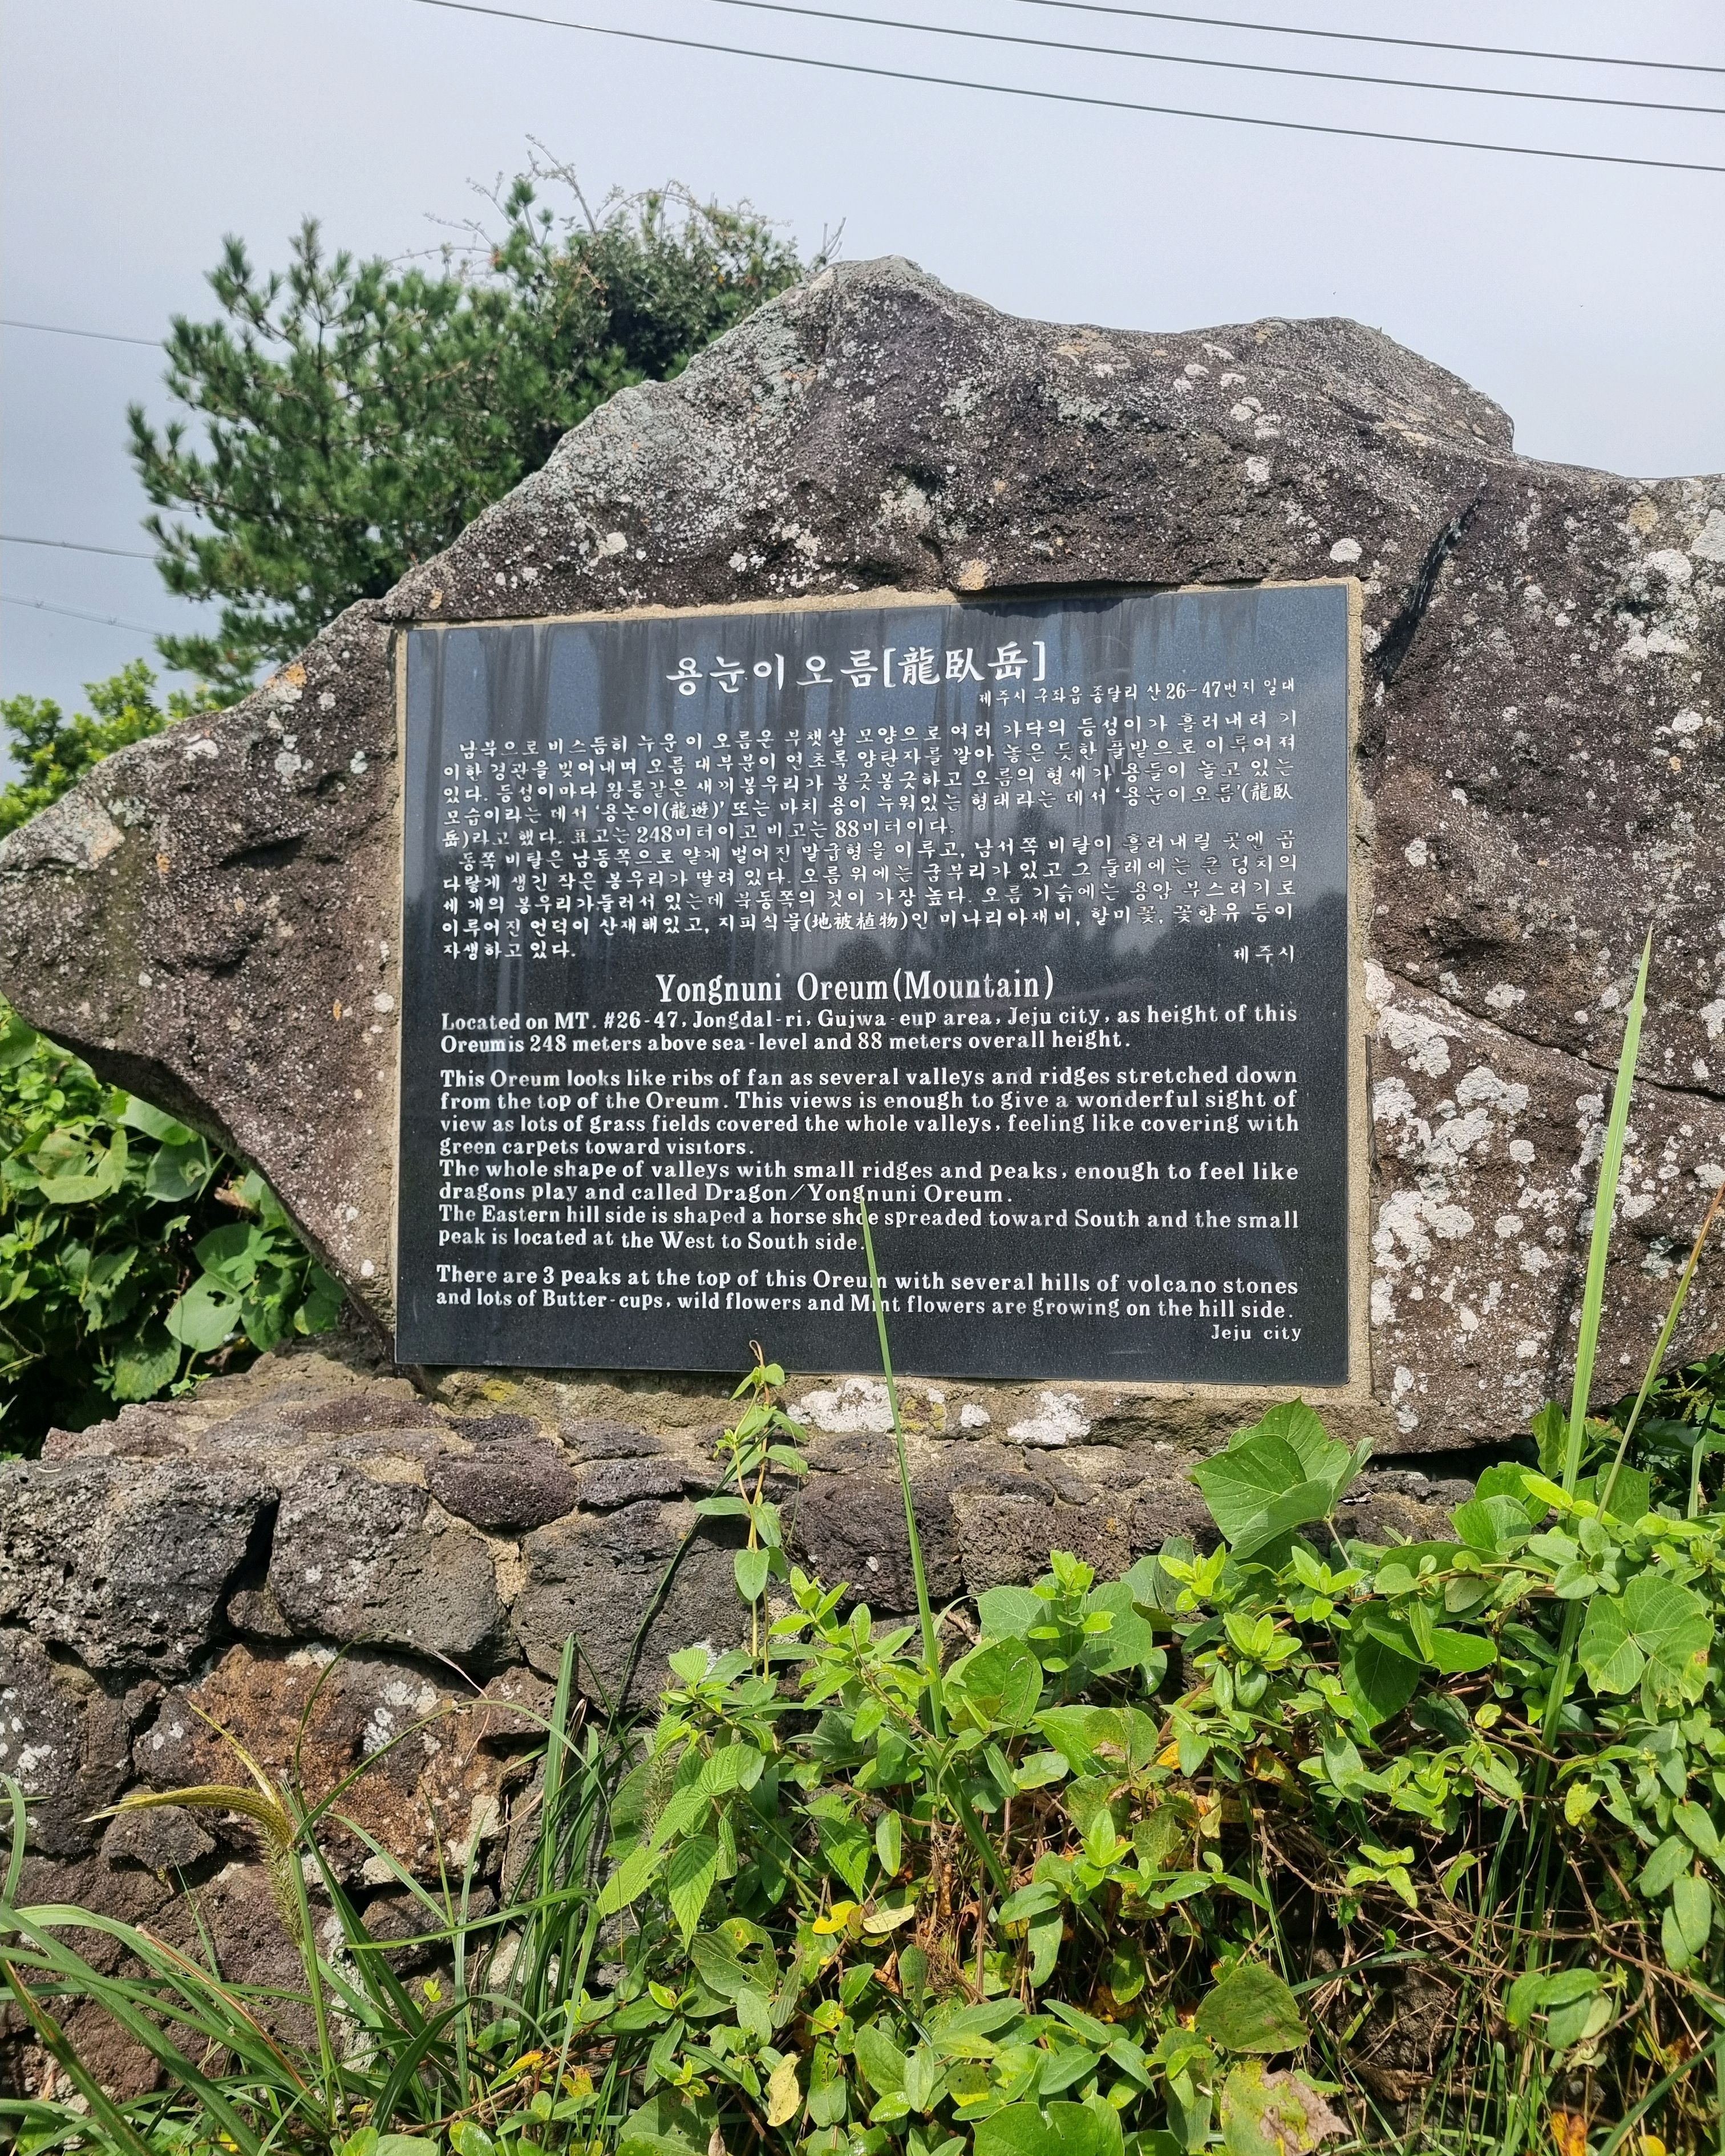 용눈이오름[龍臥岳]
제주시 구좌읍 종달리 산 26-47번지 일대
남북으로 비스듬히 누운 이 오름은 부챗살 모양으로 여러 가닥의 등성이가 흘러내려 기
이한 경관을 빚어내며 오름 대부분이 연초록 양탄자를 깔아 놓은 듯한 풀밭으로 이루어져
있다. 등성이마다 왕릉같은 새끼봉우리가 봉긋봉긋하고 오름의 형세가 용들이 놀고 있는
모습이라는 데서 '용논이(龍遊)' 또는 마치 용이 누워있는 형태라는 데서 '용눈이오름'(龍臥
岳)라고 했다. 표고는 248미터이고 비고는 88미터이다.
동쪽 비탈은 남동쪽으로 얕게 벌어진 말굽형을 이루고, 남서쪽 비탈이 흘러내릴 곳엔 곱
다랗게 생긴 작은 봉우리가 딸려 있다. 오름 위에는 굼부리가 있고 그 둘레에는 큰 덩치의
세 개의 봉우리가둘러서 있는데 북동쪽의 것이 가장 높다. 오름 기슭에는 용암 부스러기로
이루어진 언덕이 산재해있고, 지피식물(地被植物)인 미나리아재비, 할미꽃, 꽃향유 등이
자생하고 있다.
제주시
Yongnuni Oreum(Mountain)
Located on MT. #26-47, Jongdal-ri, Gujwa-eup area, Jeju city, as height of this
Oreum is 248 meters above sea-level and 88 meters overall height.
This Oreum looks like ribs of fan as several valleys and ridges stretched down
from the top of the Oreum. This views is enough to give a wonderful sight of
view as lots of grass fields covered the whole valleys, feeling like covering with
green carpets toward visitors.
The whole shape of valleys with small ridges and peaks, enough to feel like
dragons play and called Dragon/Yongnuni Oreum.
The Eastern hill side is shaped a horse shoe spreaded toward South and the small
peak is located at the West to South side.
There are 3 peaks at the top of this Oreum with several hills of volcano stones
and lots of Butter-cups, wild flowers and Mint flowers are growing on the hill side.
Jeju city